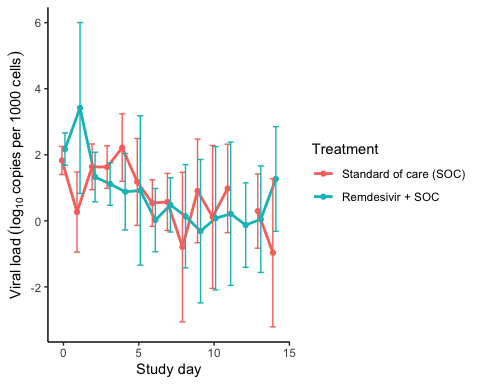 Viral load (log₁₀ copies per 1000 cells)
6
4
2
0
-2
0 5 10 15
Study day
Treatment
Standard of care (SOC)
Remdesivir + SOC